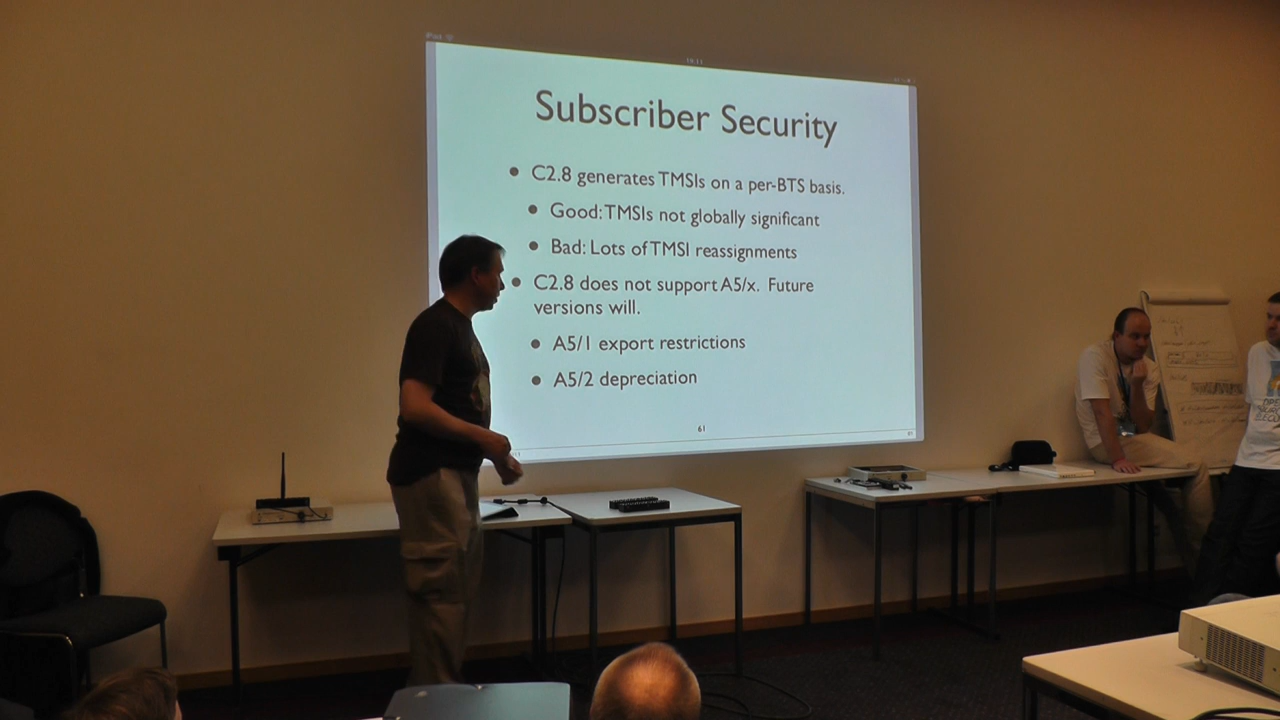 iPad
Subscriber Security
• C2.8 generates TMSIs on a per-BTS basis.
• Good: TMSIs not globally significant
• Bad: Lots of TMSI reassignments
• C2.8 does not support A5/x. Future
versions will.
• A5/1 export restrictions
• A5/2 depreciation
61